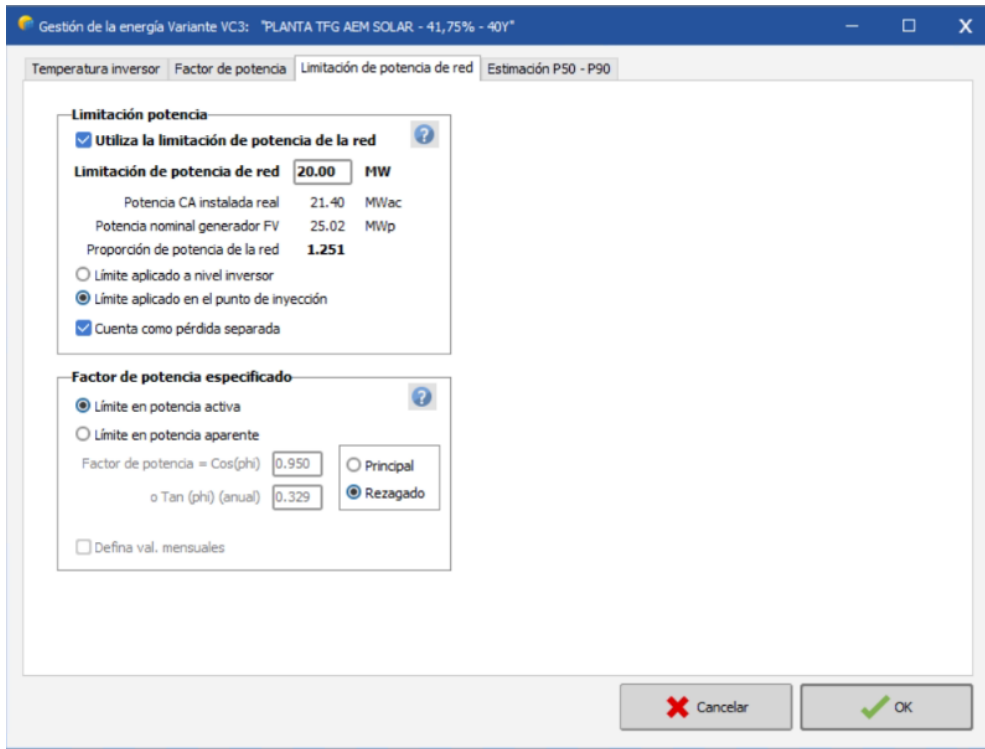 Gestión de la energía Variante VC3: "PLANTA TFG AEM SOLAR - 41,75% - 40Y"
Temperatura inversor Factor de potencia Limitación de potencia de red Estimación P50 - P90
Limitación potencia
Utiliza la limitación de potencia de la red
Limitación de potencia de red 20.00 MW
Potencia CA instalada real 21.40 MWac
Potencia nominal generador FV 25.02 MWp
Proporción de potencia de la red 1.251
Límite aplicado a nivel inversor
Límite aplicado en el punto de inyección
Cuenta como pérdida separada
Factor de potencia especificado
Límite en potencia activa
Límite en potencia aparente
Factor de potencia = Cos(phi) 0.950 Principal
o Tan (phi) (anual) 0.329 Rezagado
Defina val. mensuales
Cancelar OK